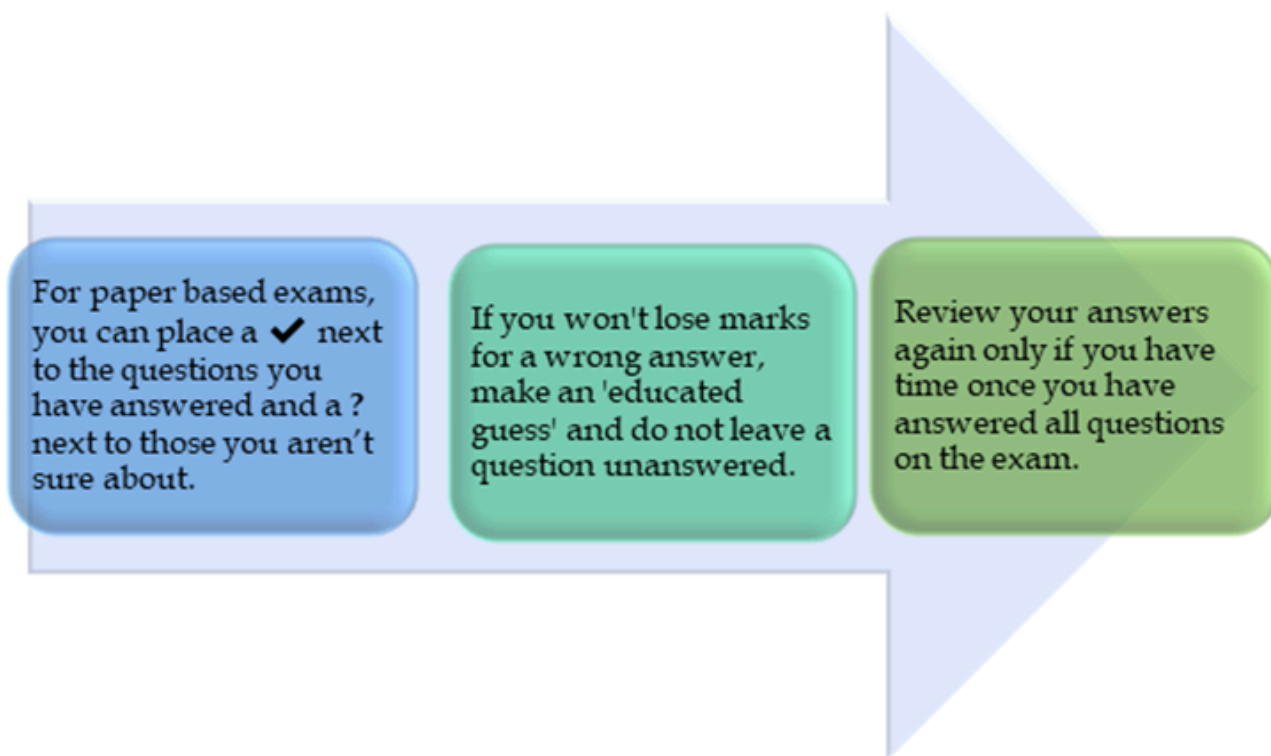 For paper based exams,
you can place a ✔ next
to the questions you
have answered and a ?
next to those you aren’t
sure about.
If you won't lose marks
for a wrong answer,
make an 'educated
guess' and do not leave a
question unanswered.
Review your answers
again only if you have
time once you have
answered all questions
on the exam.